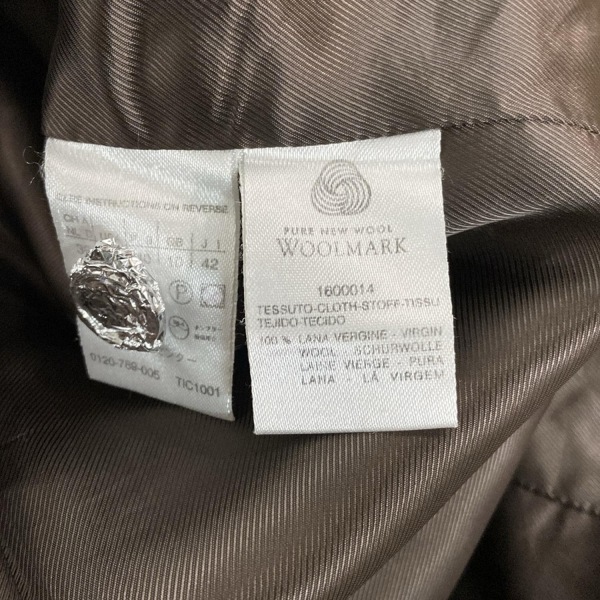 CARE INSTRUCTIONS ON REVERSE
GB J I
10 42
P
0120-769-005 TIC1001
PURE NEW WOOL
WOOLMARK
1600014
TESSUTO-CLOTH-STOFF-TISSU
TEJIDO-TECIDO
100 % LANA VERGINE - VIRGIN
WOOL - SCHURWOLLE
LAINE VIERGE - PURA
LANA - LÃ VIRGEM